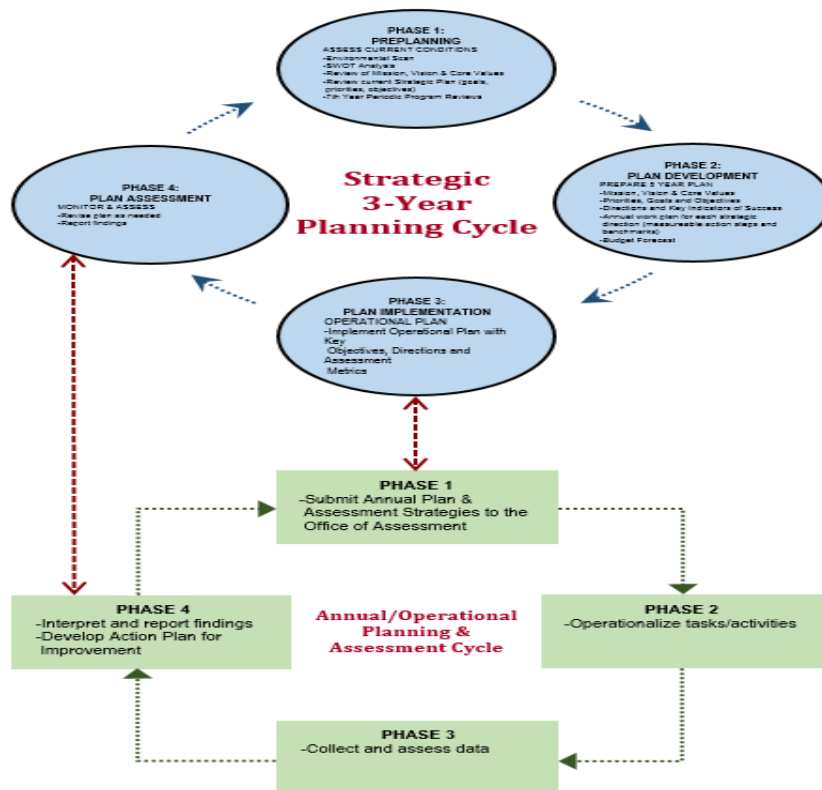 PHASE 1:
PREPLANNING
ASSESS CURRENT CONDITIONS
-Environmental Scan
-SWOT Analysis
-Review of Mission, Vision & Core Values
-Review current Strategic Plan (goals,
priorities, objectives)
-7th Year Periodic Program Reviews
PHASE 2:
PLAN DEVELOPMENT
PREPARE 5 YEAR PLAN
-Mission, Vision & Core Values
-Priorities, Goals and Objectives
-Directions and Key Indicators of Success
-Annual work plan for each strategic
direction (measureable action steps and
benchmarks)
-Budget Forecast
PHASE 4:
PLAN ASSESSMENT
MONITOR & ASSESS
-Revise plan as needed
-Report findings
Strategic
3-Year
Planning Cycle
PHASE 3:
PLAN IMPLEMENTATION
OPERATIONAL PLAN
-Implement Operational Plan with
Key
Objectives, Directions and
Assessment
Metrics
PHASE 1
-Submit Annual Plan &
Assessment Strategies to the
Office of Assessment
PHASE 2
-Operationalize tasks/activities
PHASE 4
-Interpret and report findings
-Develop Action Plan for
Improvement
Annual/Operational
Planning &
Assessment Cycle
PHASE 3
-Collect and assess data